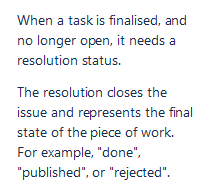 When a task is finalised, and
no longer open, it needs a
resolution status.
The resolution closes the
issue and represents the final
state of the piece of work.
For example, "done",
"published", or "rejected".